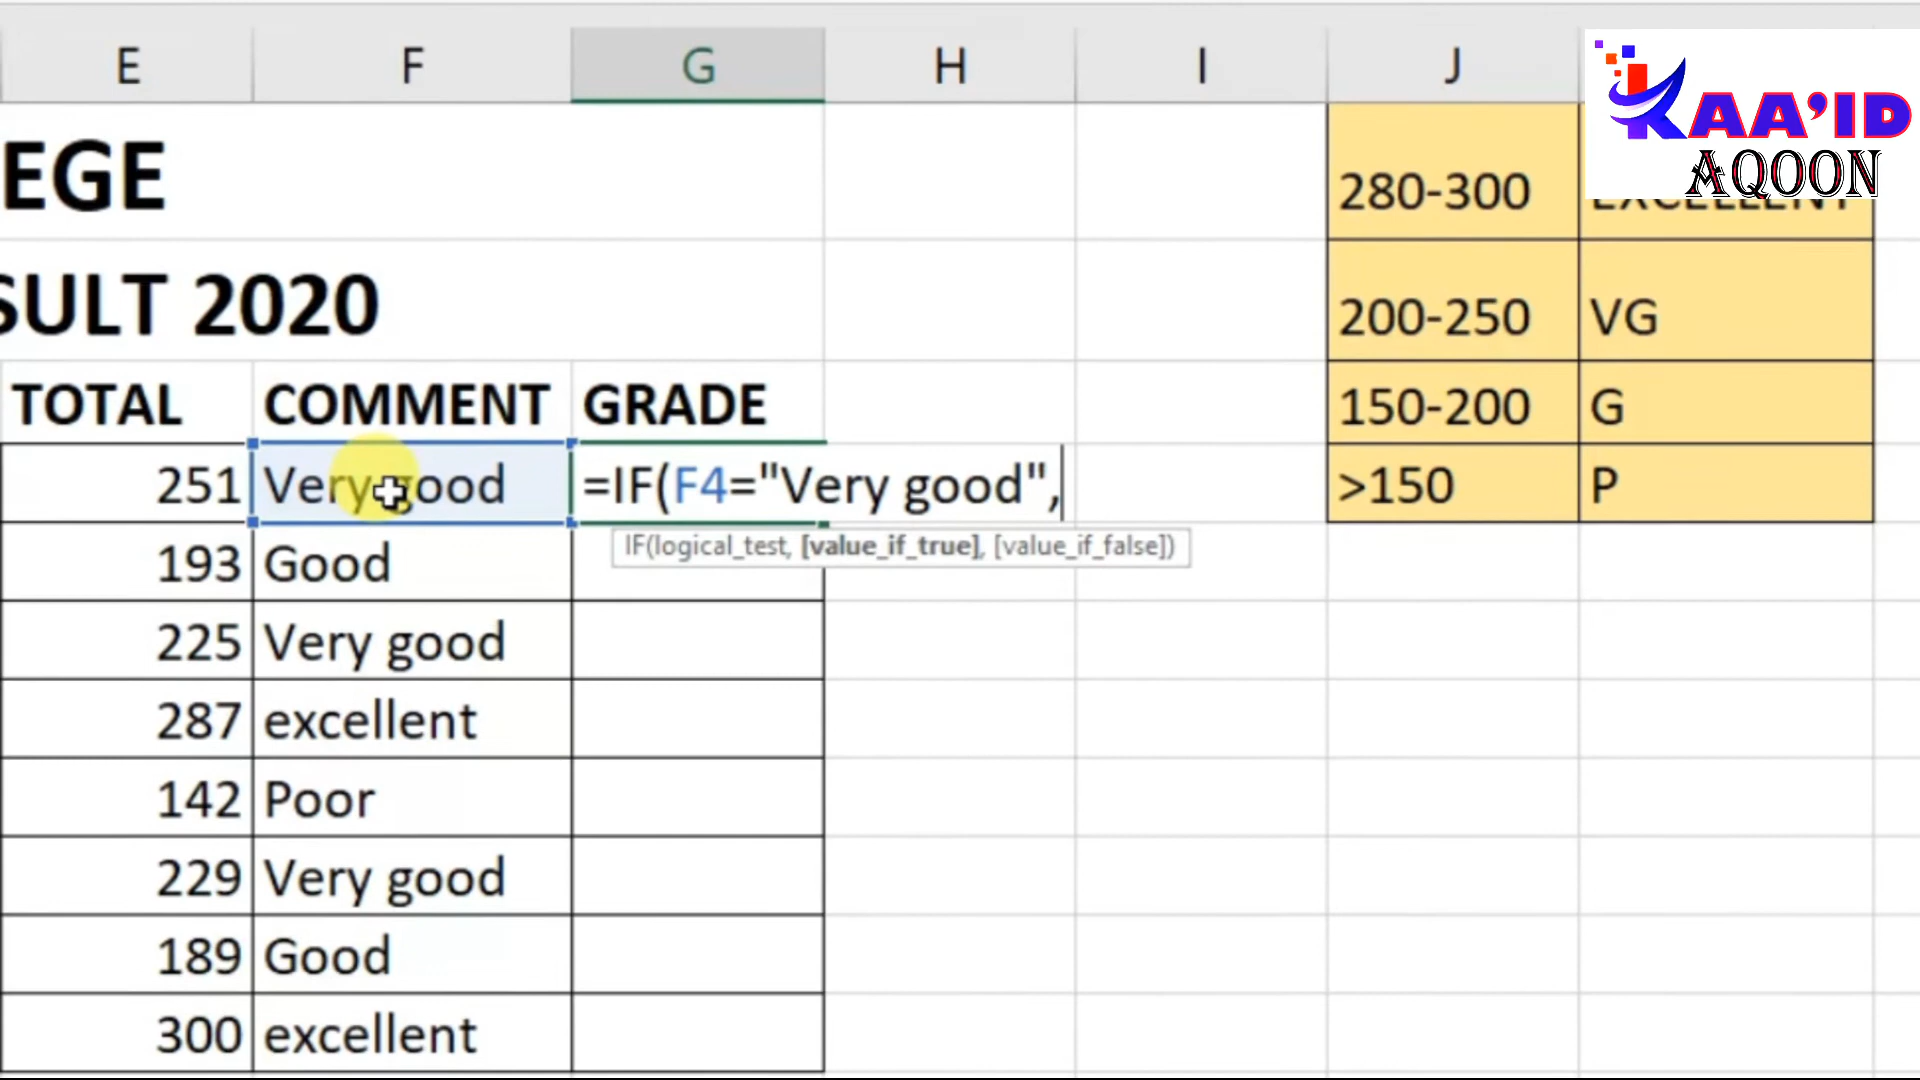 E F G H I J
KAA'ID
AQOON
EGE
280-300 EXCELLENT
SULT 2020
200-250 VG
TOTAL COMMENT GRADE
150-200 G
251 Very good =IF(F4="Very good",
>150 P
IF(logical_test, [value_if_true], [value_if_false])
193 Good
225 Very good
287 excellent
142 Poor
229 Very good
189 Good
300 excellent